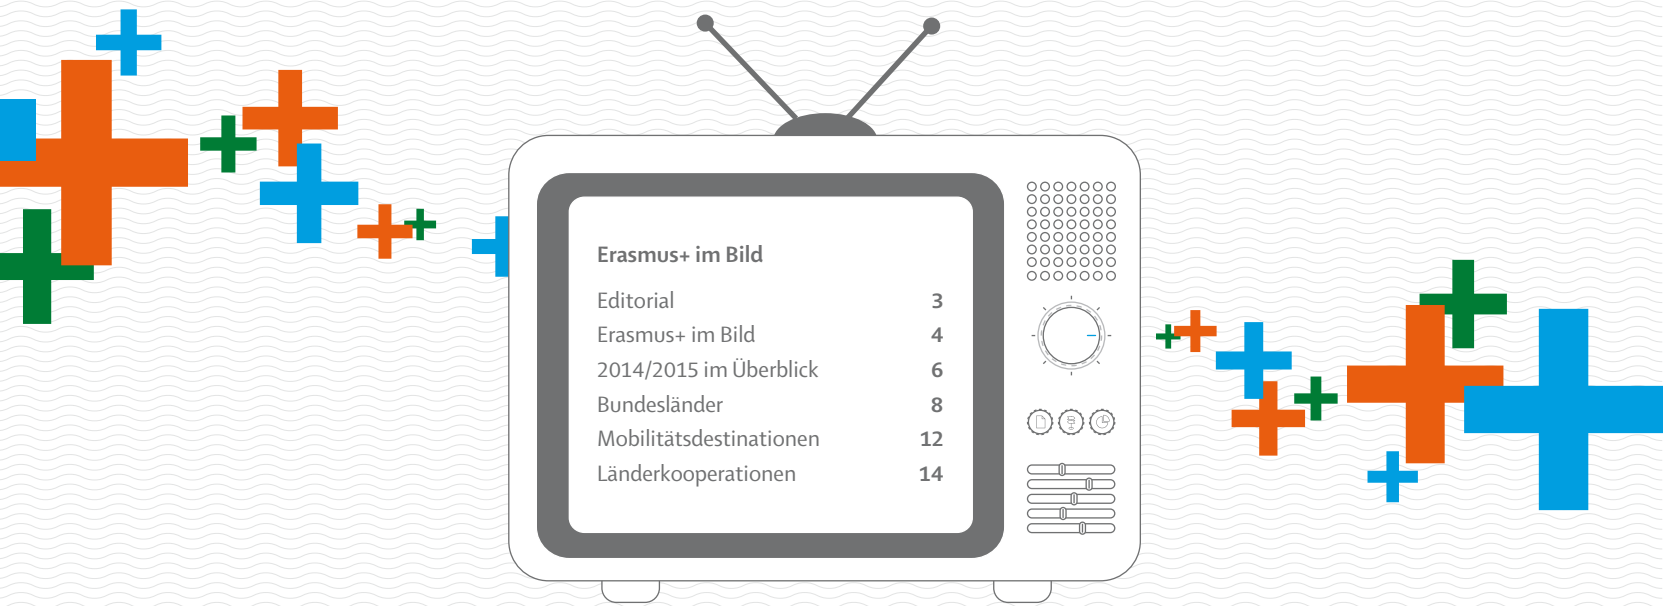 Erasmus+ im Bild
Editorial 3
Erasmus+ im Bild 4
2014/2015 im Überblick 6
Bundesländer 8
Mobilitätsdestinationen 12
Länderkooperationen 14